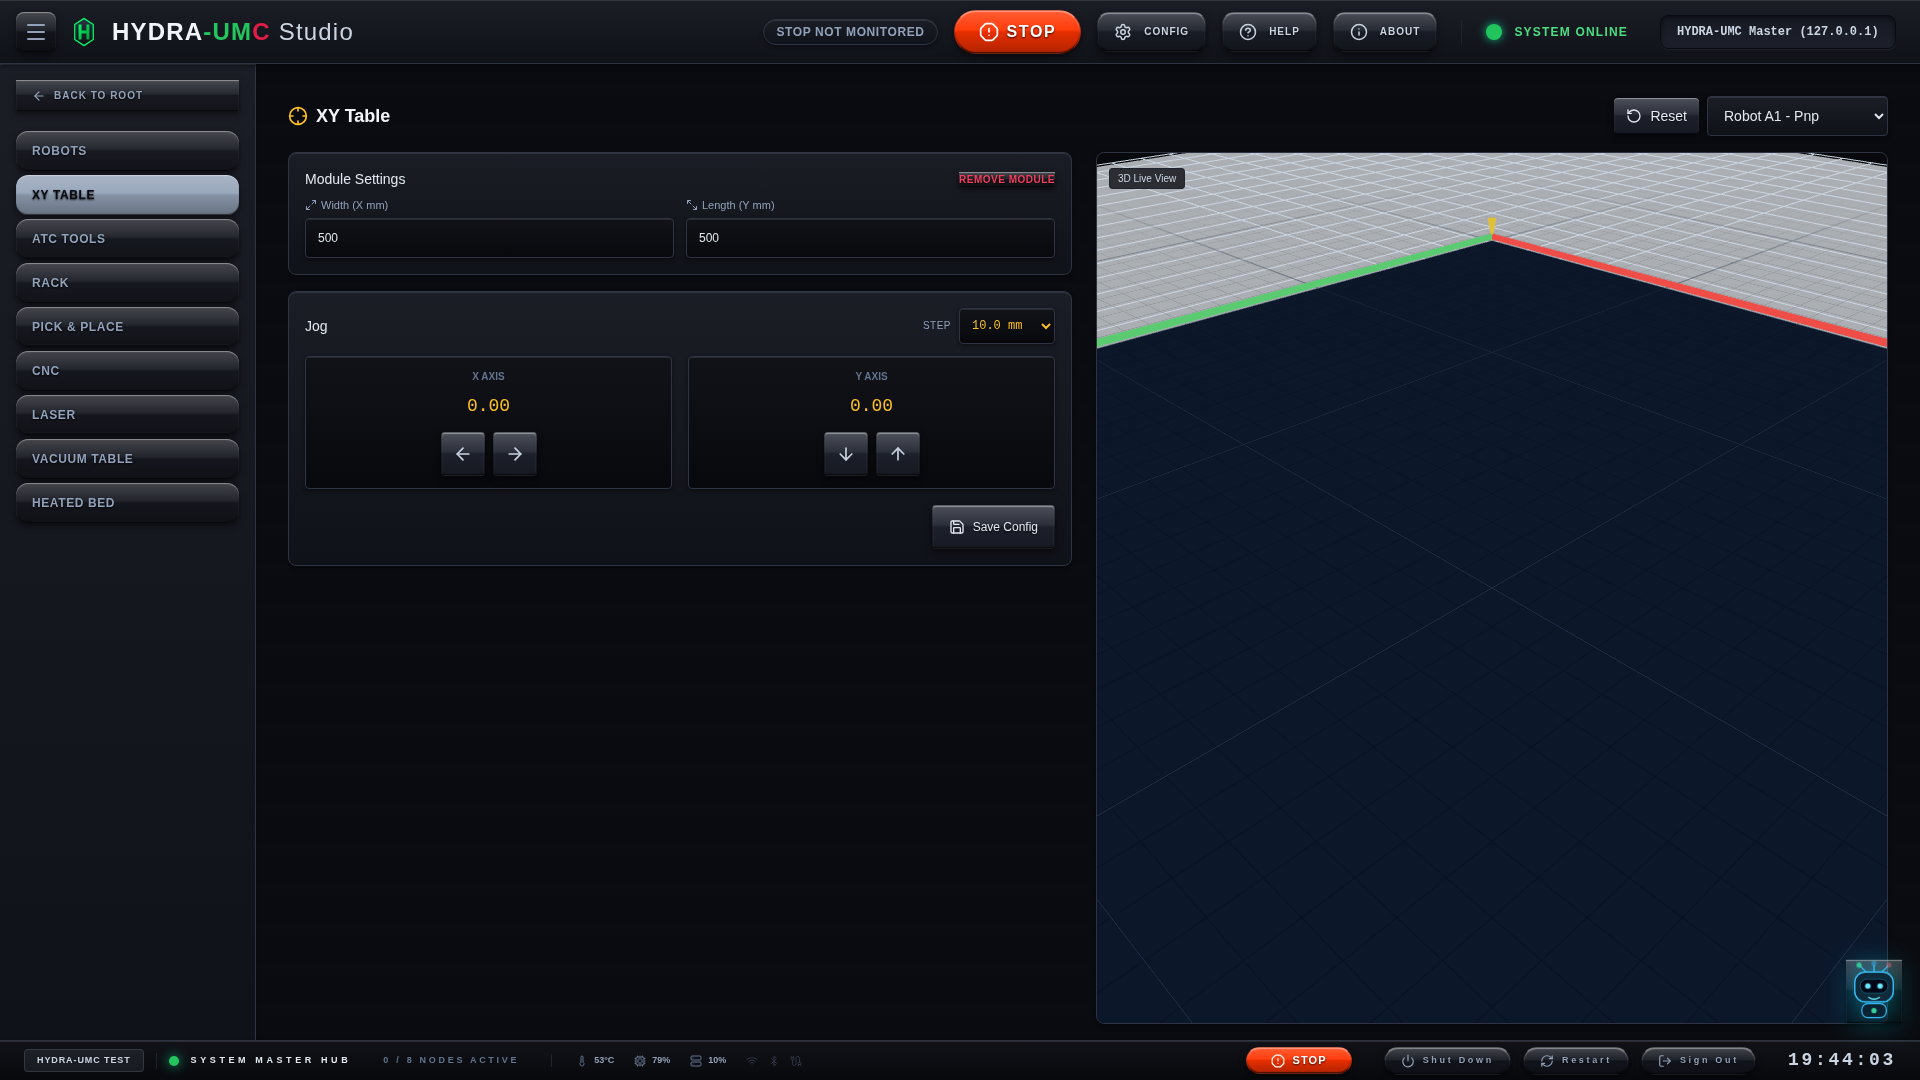 HYDRA-UMC Studio
STOP NOT MONITORED
STOP
CONFIG
HELP
ABOUT
SYSTEM ONLINE
HYDRA-UMC Master (127.0.0.1)
BACK TO ROOT
ROBOTS
XY TABLE
ATC TOOLS
RACK
PICK & PLACE
CNC
LASER
VACUUM TABLE
HEATED BED
XY Table
Reset
Robot A1 - Pnp
Module Settings
REMOVE MODULE
Width (X mm)
Length (Y mm)
500
500
Jog
STEP
10.0 mm
X AXIS
Y AXIS
0.00
0.00
Save Config
3D Live View
HYDRA-UMC TEST
SYSTEM MASTER HUB
0 / 8 NODES ACTIVE
53°C
79%
10%
STOP
Shut Down
Restart
Sign Out
19:44:03